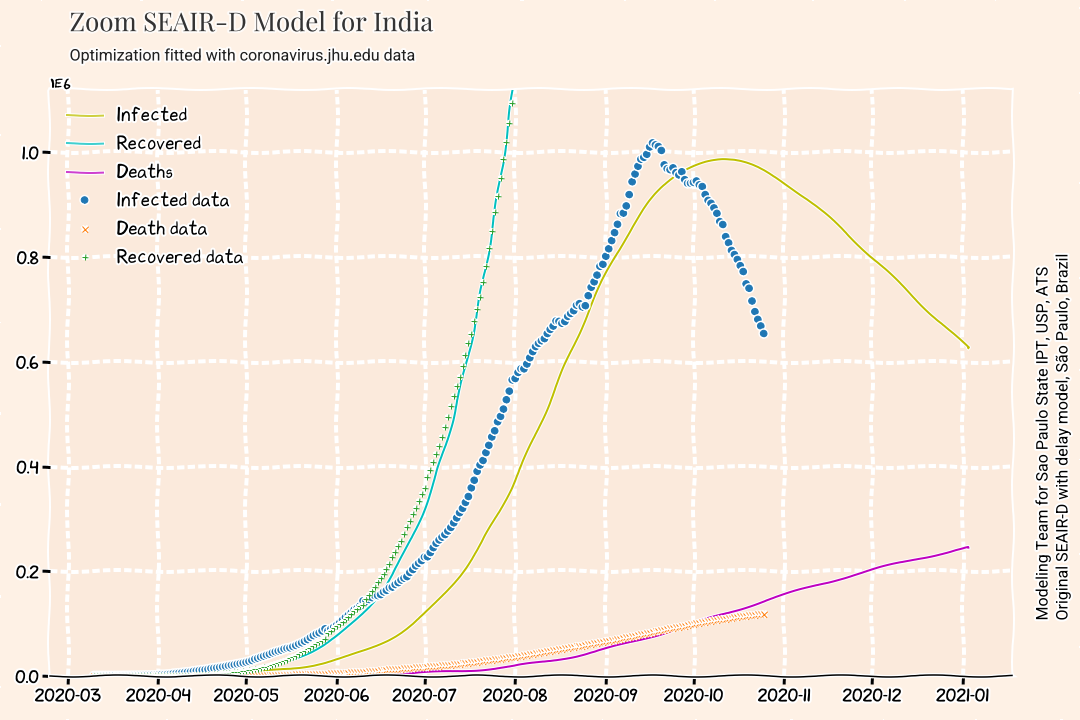 Zoom SEAIR-D Model for India
Optimization fitted with coronavirus.jhu.edu data
1E6
Infected
Recovered
Deaths
Infected data
Death data
Recovered data
1.0
0.8
0.6
0.4
0.2
0.0
2020-03 2020-04 2020-05 2020-06 2020-07 2020-08 2020-09 2020-10 2020-11 2020-12 2021-01
Modeling Team for Sao Paulo State IPT, USP, ATS
Original SEAIR-D with delay model, São Paulo, Brazil